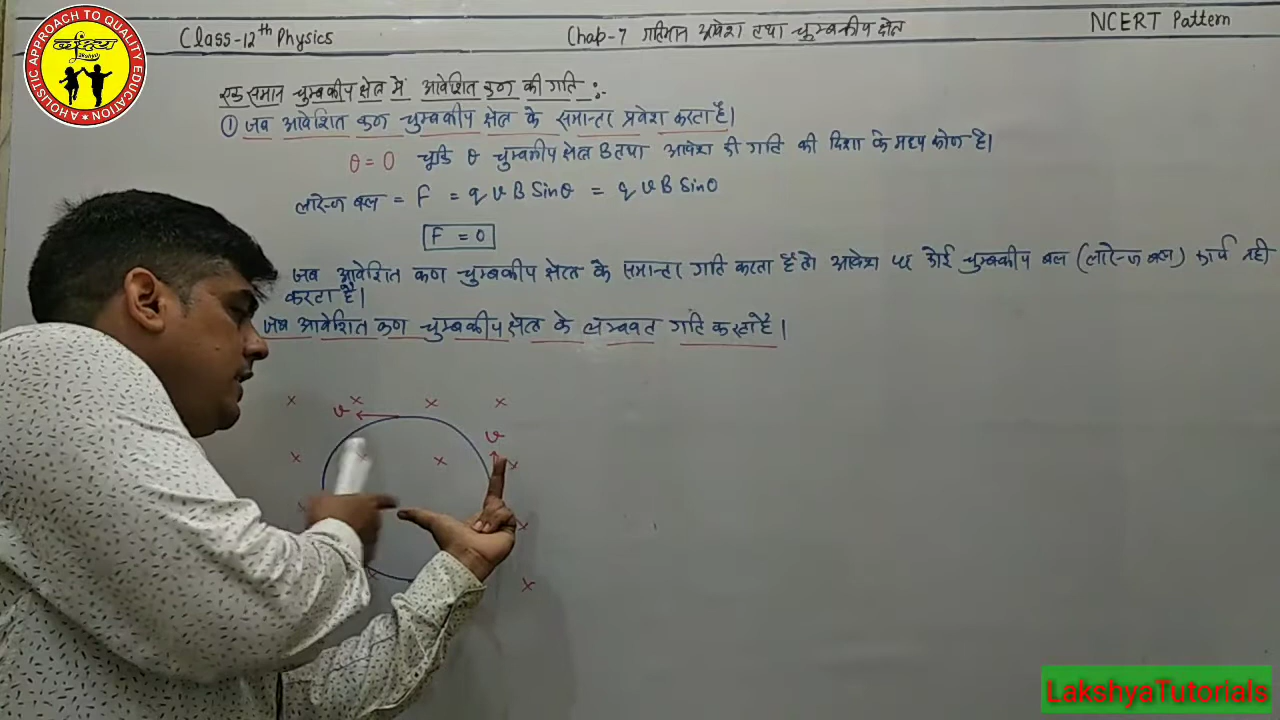 Class-12th Physics
Chap-7 गतिमान आवेश तथा चुम्बकीय क्षेत्र
NCERT Pattern
A HOLISTIC APPROACH TO QUALITY EDUCATION
लक्ष्य
Lakshya
एक समान चुम्बकीय क्षेत्र में आवेशित कण की गति :-
① जब आवेशित कण चुम्बकीय क्षेत्र के समान्तर प्रवेश करता है।
θ = 0 चूकि θ चुम्बकीय क्षेत्र B तथा आवेश की गति की दिशा के मध्य कोण है।
लारेन्ज बल = F = q v B Sinθ = q v B Sin0
F = 0
जब आवेशित कण चुम्बकीय क्षेत्र के समान्तर गति करता है तो आवेश पर कोई चुम्बकीय बल (लारेन्ज बल) कार्य नही
करता है।
जब आवेशित कण चुम्बकीय क्षेत्र के लम्बवत गति करता है।
× × × ×
v
v
× × ×
×
×
LakshyaTutorials